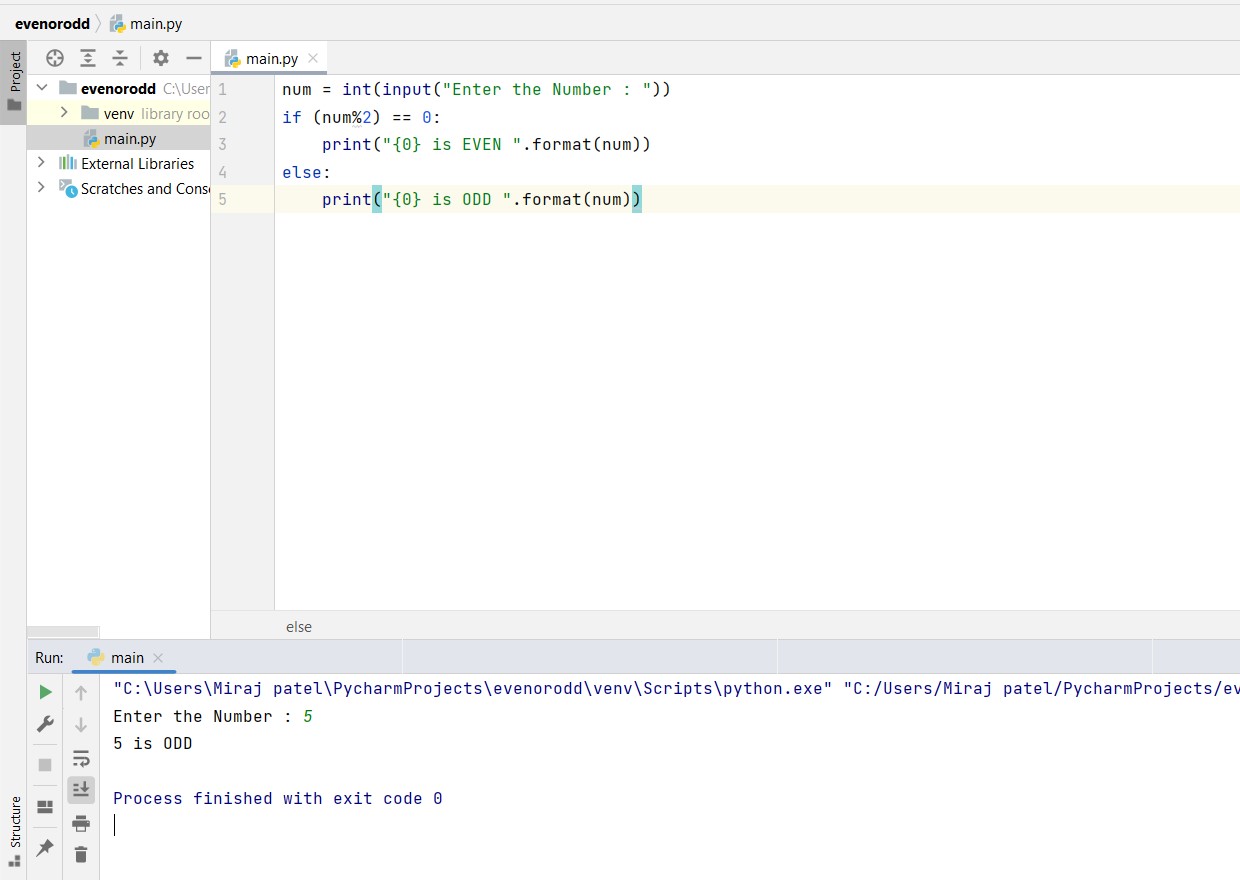 evenorodd main.py
Project
main.py
evenorodd C:\User
venv library roo
main.py
External Libraries
Scratches and Cons
1 num = int(input("Enter the Number : "))
2 if (num%2) == 0:
3     print("{0} is EVEN ".format(num))
4 else:
5     print("{0} is ODD ".format(num))
else
Run: main
"C:\Users\Miraj patel\PycharmProjects\evenorodd\venv\Scripts\python.exe" "C:/Users/Miraj patel/PycharmProjects/ev
Enter the Number : 5
5 is ODD
Process finished with exit code 0
Structure